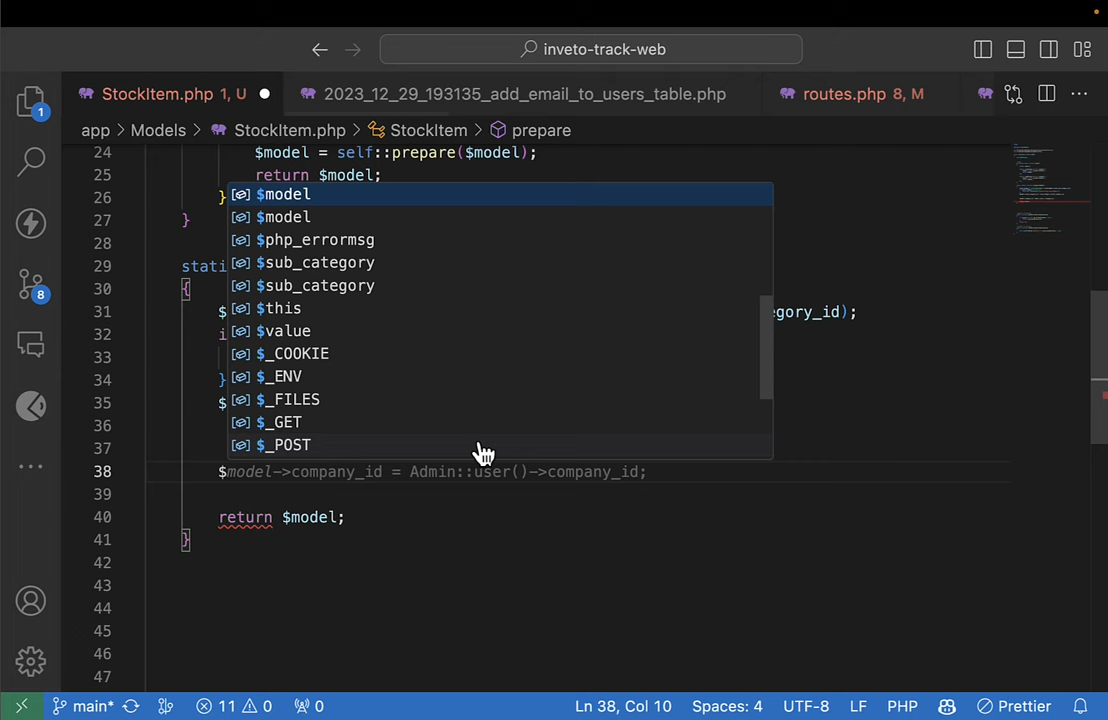 inveto-track-web
StockItem.php 1, U
2023_12_29_193135_add_email_to_users_table.php
routes.php 8, M
app > Models > StockItem.php > StockItem > prepare
1
8
24 $model = self::prepare($model);
25 return $model;
26 }
27 }
28
29 stati
30 {
31 $ egory_id);
32 i
33
34 }
35 $
36
37
38 $model->company_id = Admin::user()->company_id;
39
40 return $model;
41 }
42
43
44
45
46
47
$model
$model
$php_errormsg
$sub_category
$sub_category
$this
$value
$_COOKIE
$_ENV
$_FILES
$_GET
$_POST
main* 11 0 0 Ln 38, Col 10 Spaces: 4 UTF-8 LF PHP Prettier